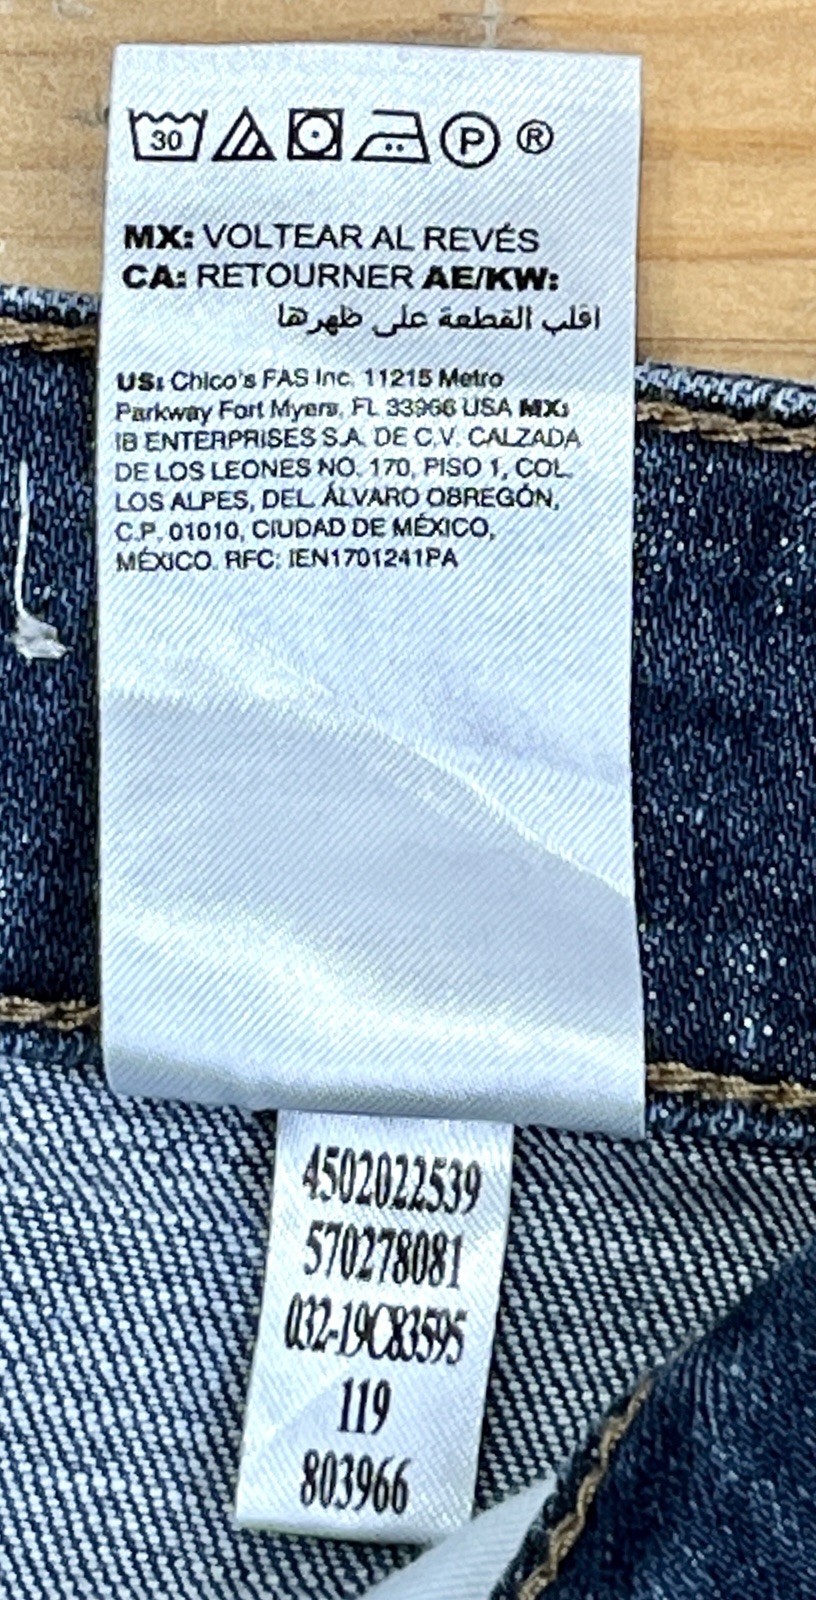 30 P ®
MX: VOLTEAR AL REVÉS
CA: RETOURNER AE/KW:
اقلب القطعة على ظهرها
US: Chico's FAS Inc. 11215 Metro
Parkway Fort Myers, FL 33966 USA MX:
IB ENTERPRISES S.A. DE C.V. CALZADA
DE LOS LEONES NO. 170, PISO 1, COL.
LOS ALPES, DEL. ÁLVARO OBREGÓN,
C.P. 01010, CIUDAD DE MÉXICO,
MÉXICO. RFC: IEN1701241PA
4502022539
570278081
032-19C83595
119
803966